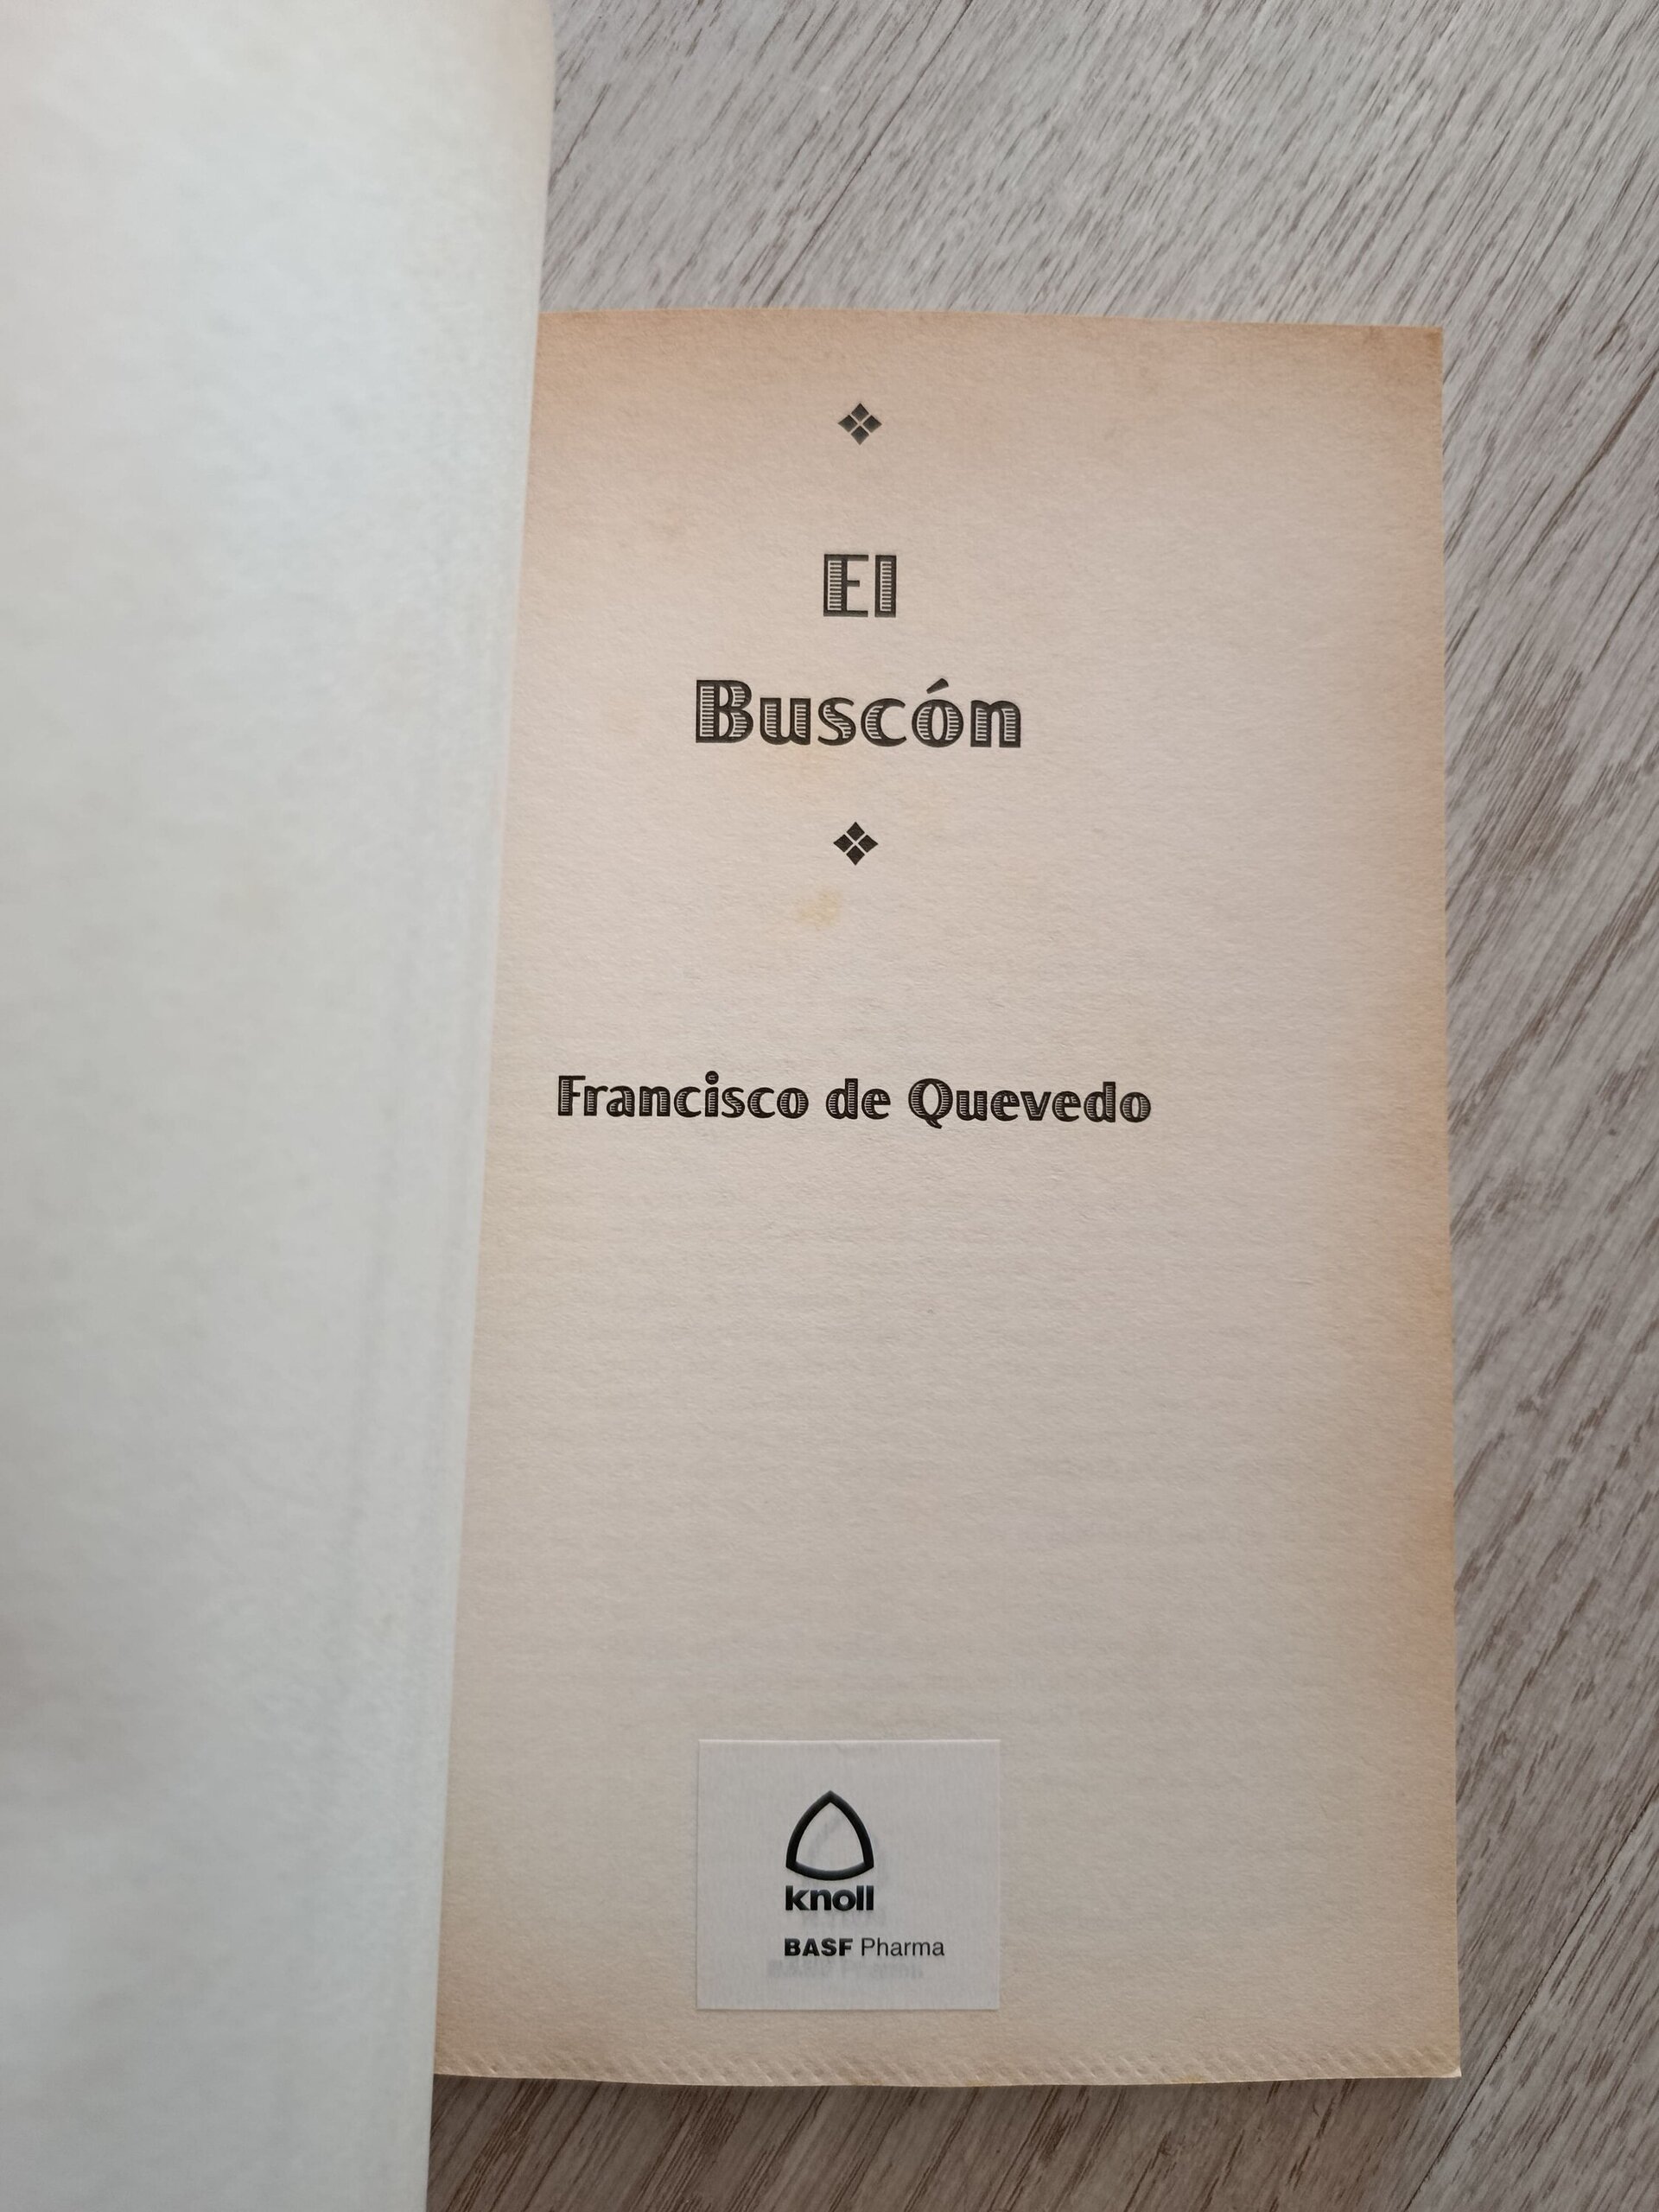 El
Buscón
Francisco de Quevedo
knoll
BASF Pharma